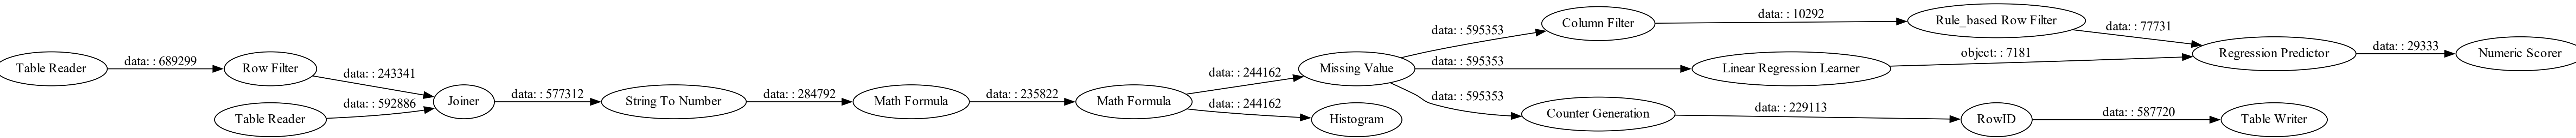 Table Reader
data: : 689299
Row Filter
data: : 243341
Table Reader
data: : 592886
Joiner
data: : 577312
String To Number
data: : 284792
Math Formula
data: : 235822
Math Formula
data: : 244162
data: : 244162
Missing Value
Histogram
data: : 595353
data: : 595353
data: : 595353
Column Filter
data: : 10292
Rule_based Row Filter
data: : 77731
Linear Regression Learner
object: : 7181
Regression Predictor
data: : 29333
Numeric Scorer
Counter Generation
data: : 229113
RowID
data: : 587720
Table Writer